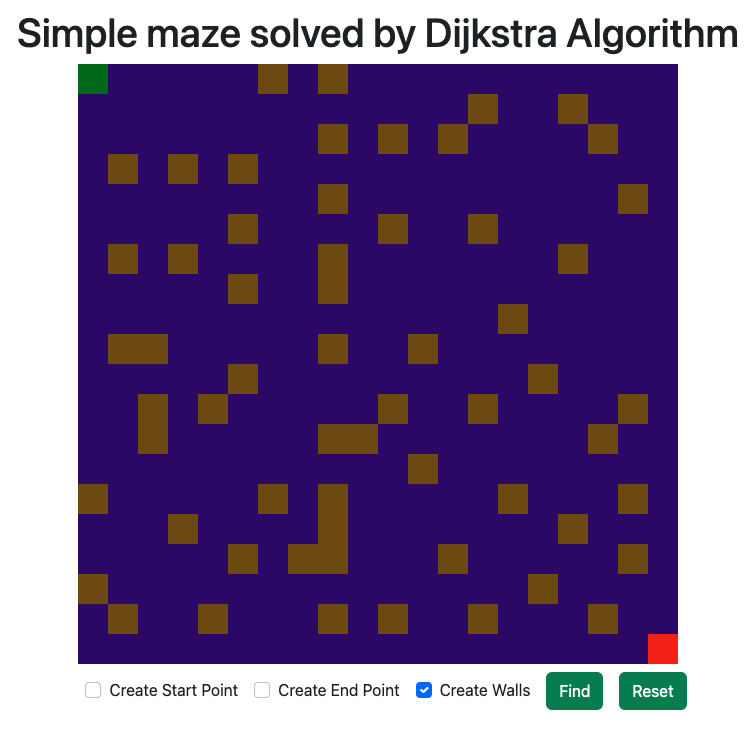 Simple maze solved by Dijkstra Algorithm
Create Start Point Create End Point Create Walls Find Reset